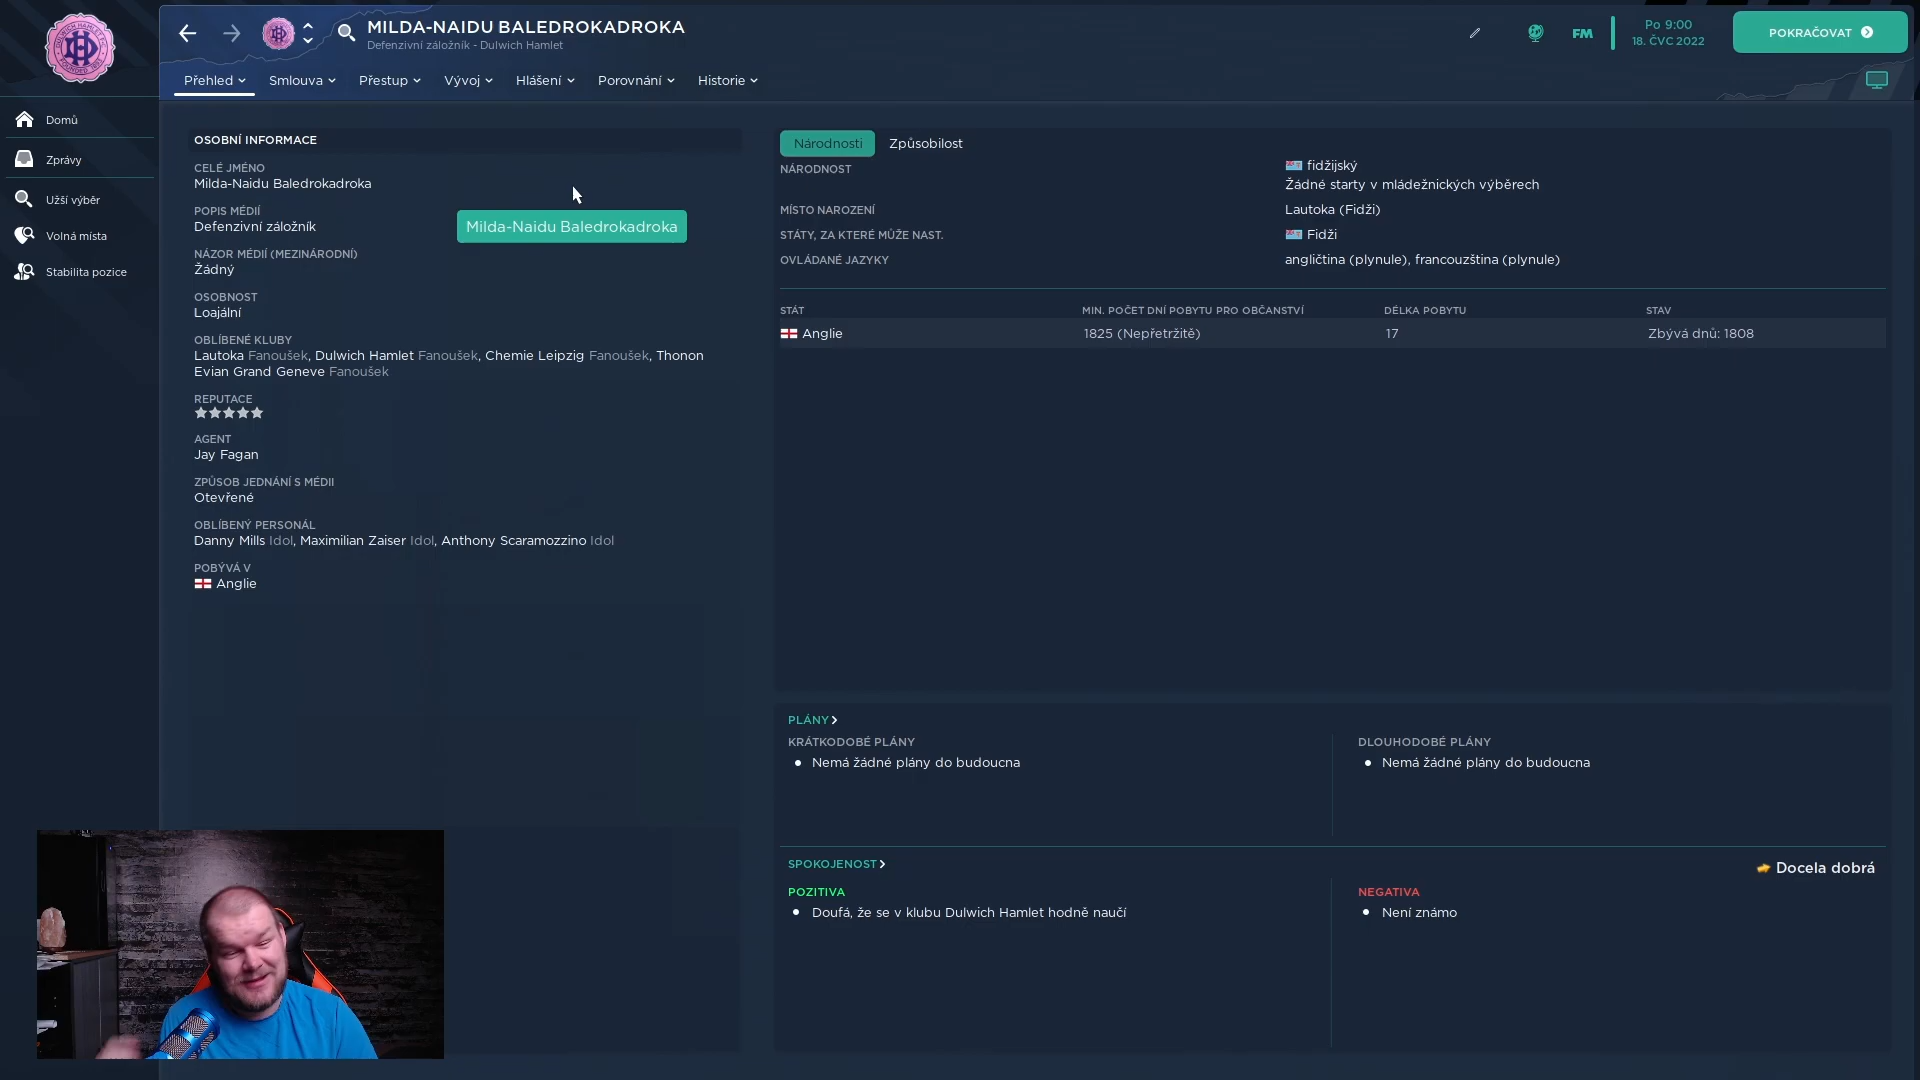 MILDA-NAIDU BALEDROKADROKA
Defenzivní záložník - Dulwich Hamlet
FM
Po 9:00
18. ČVC 2022
POKRAČOVAT
Přehled
Smlouva
Přestup
Vývoj
Hlášení
Porovnání
Historie
Domů
Zprávy
Užší výběr
Volná místa
Stabilita pozice
OSOBNÍ INFORMACE
CELÉ JMÉNO
Milda-Naidu Baledrokadroka
POPIS MÉDIÍ
Defenzivní záložník
Milda-Naidu Baledrokadroka
NÁZOR MÉDIÍ (MEZINÁRODNÍ)
Žádný
OSOBNOST
Loajální
OBLÍBENÉ KLUBY
Lautoka Fanoušek, Dulwich Hamlet Fanoušek, Chemie Leipzig Fanoušek, Thonon
Evian Grand Geneve Fanoušek
REPUTACE
AGENT
Jay Fagan
ZPŮSOB JEDNÁNÍ S MÉDII
Otevřené
OBLÍBENÝ PERSONÁL
Danny Mills Idol, Maximilian Zaiser Idol, Anthony Scaramozzino Idol
POBÝVÁ V
Anglie
Národnosti
Způsobilost
NÁRODNOST
fidžijský
Žádné starty v mládežnických výběrech
MÍSTO NAROZENÍ
Lautoka (Fidži)
STÁTY, ZA KTERÉ MŮŽE NAST.
Fidži
OVLÁDANÉ JAZYKY
angličtina (plynule), francouzština (plynule)
STÁT
MIN. POČET DNÍ POBYTU PRO OBČANSTVÍ
DÉLKA POBYTU
STAV
Anglie
1825 (Nepřetržitě)
17
Zbývá dnů: 1808
PLÁNY
KRÁTKODOBÉ PLÁNY
Nemá žádné plány do budoucna
DLOUHODOBÉ PLÁNY
Nemá žádné plány do budoucna
SPOKOJENOST
Docela dobrá
POZITIVA
Doufá, že se v klubu Dulwich Hamlet hodně naučí
NEGATIVA
Není známo